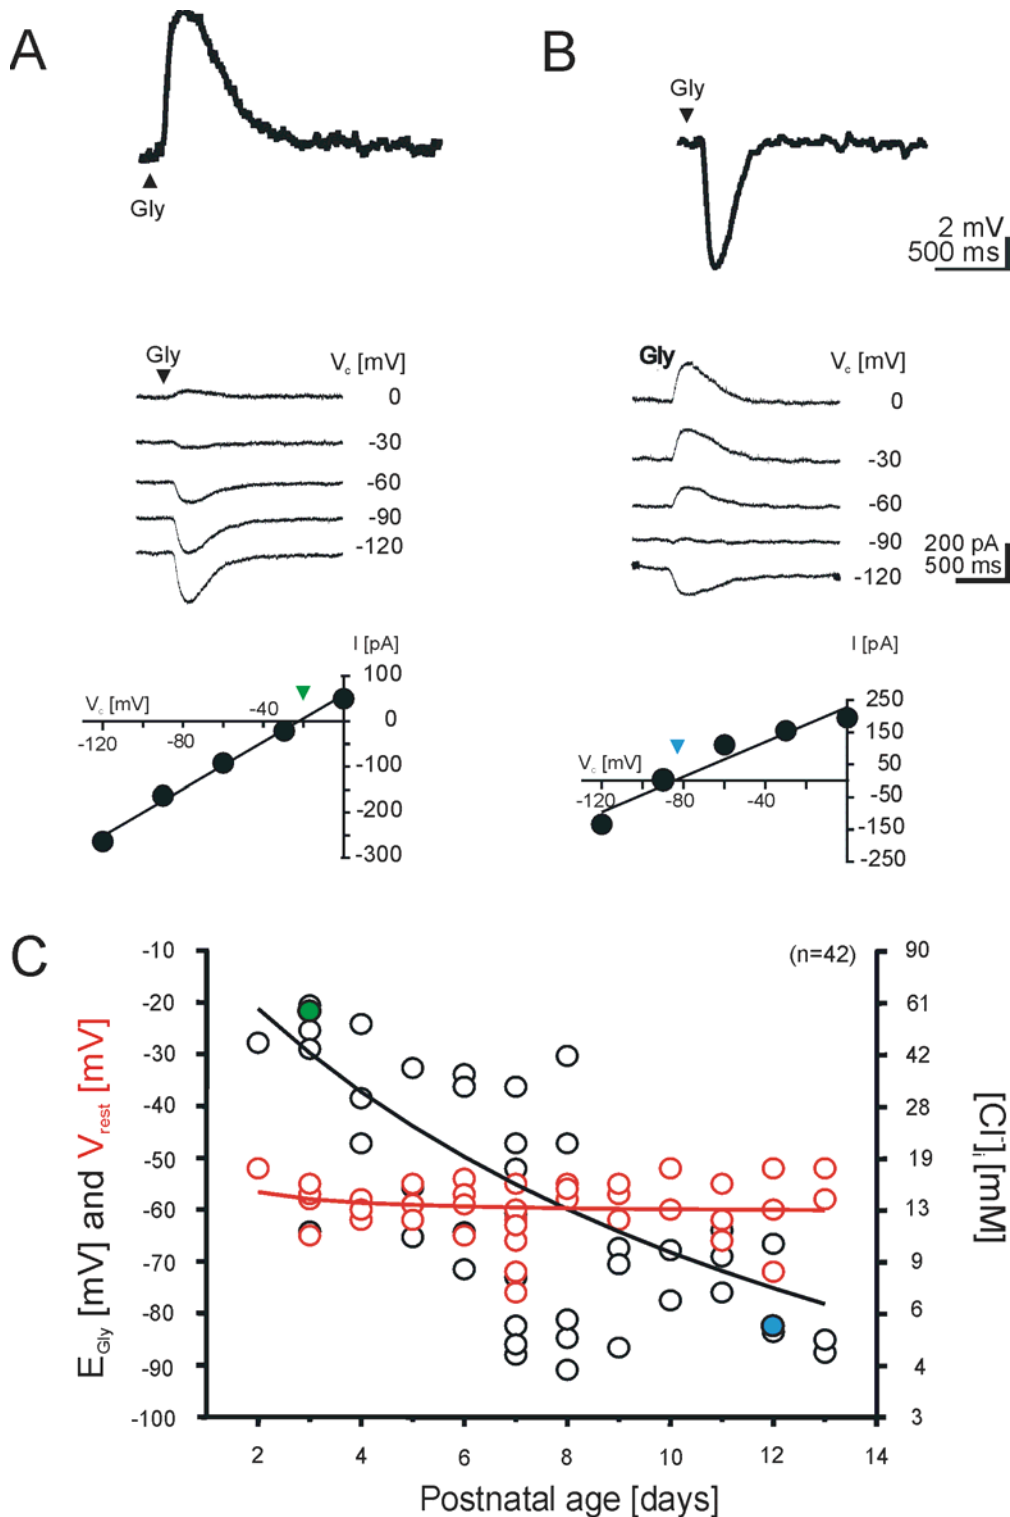 A
B
Gly
Gly
2 mV
500 ms
Gly
Vc [mV]
0
-30
-60
-90
-120
Gly
Vc [mV]
0
-30
-60
-90
-120
200 pA
500 ms
I [pA]
100
0
-100
-200
-300
Vc [mV]
-40
-120
-80
I [pA]
250
150
50
-50
-150
-250
Vc [mV]
-120
-80
-40
C
(n=42)
-10
-20
-30
-40
-50
-60
-70
-80
-90
-100
EGly [mV] and Vrest [mV]
90
61
42
28
19
13
9
6
4
3
[Cl-]i [mM]
2
4
6
8
10
12
14
Postnatal age [days]